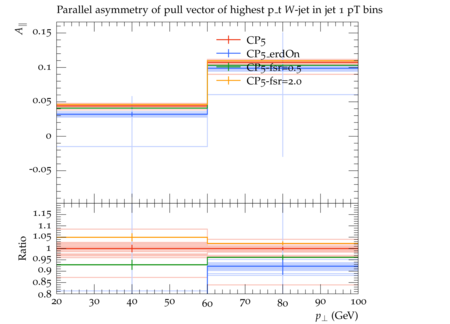 Parallel asymmetry of pull vector of highest p_t W-jet in jet 1 pT bins
A∥
0.15
0.1
0.05
0
-0.05
CP5
CP5_erdOn
CP5-fsr=0.5
CP5-fsr=2.0
Ratio
1.15
1.1
1.05
1
0.95
0.9
0.85
0.8
20 30 40 50 60 70 80 90 100
p⊥ (GeV)